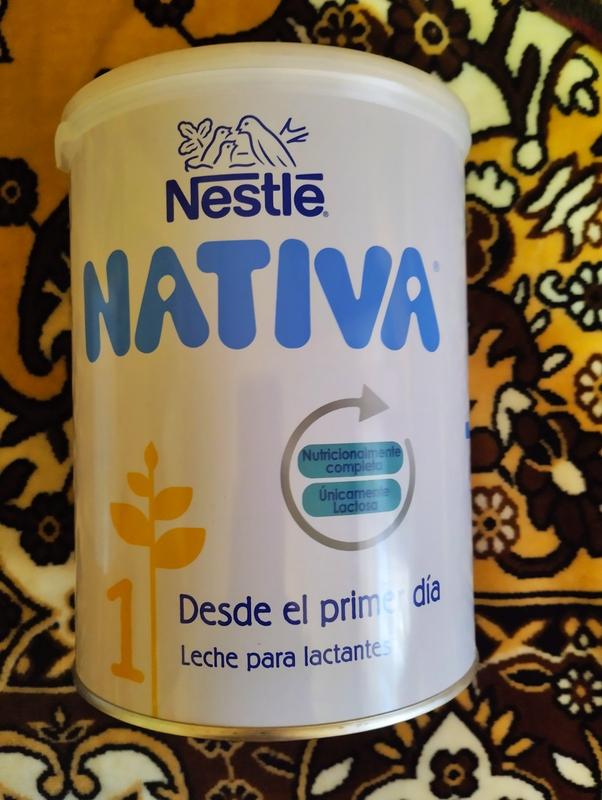 Nestlé
NATIVA
Nutricionalmente
completa
Únicamente
Lactosa
1
Desde el primer día
Leche para lactantes